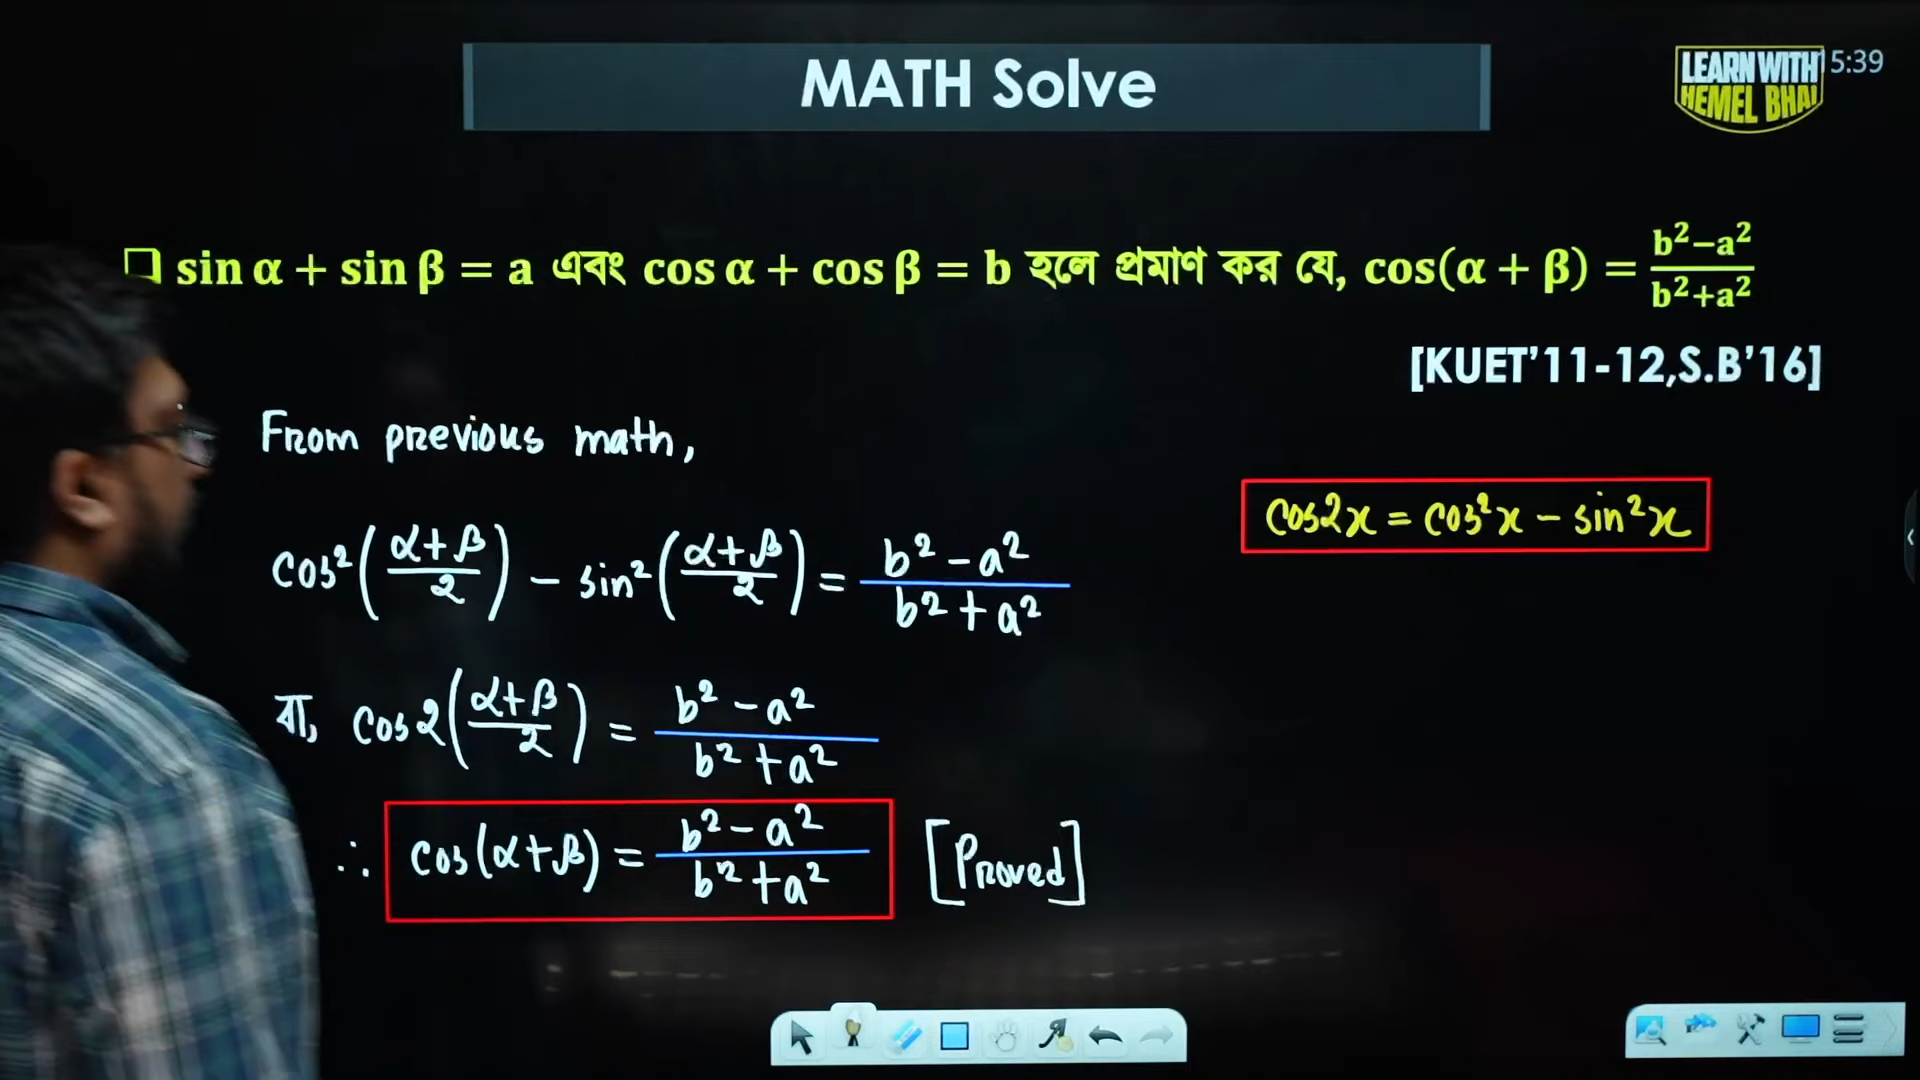 MATH Solve
LEARN WITH
HEMEL BHAI
5:39
❑ sin α + sin β = a এবং cos α + cos β = b হলে প্রমাণ কর যে, cos(α + β) = (b²−a²)/(b²+a²)
[KUET'11-12,S.B'16]
From previous math,
cos2x = cos²x − sin²x
cos²((α+β)/2) − sin²((α+β)/2) = (b² − a²)/(b² + a²)
বা, cos2((α+β)/2) = (b² − a²)/(b² + a²)
∴ cos(α+β) = (b² − a²)/(b² + a²) [Proved]